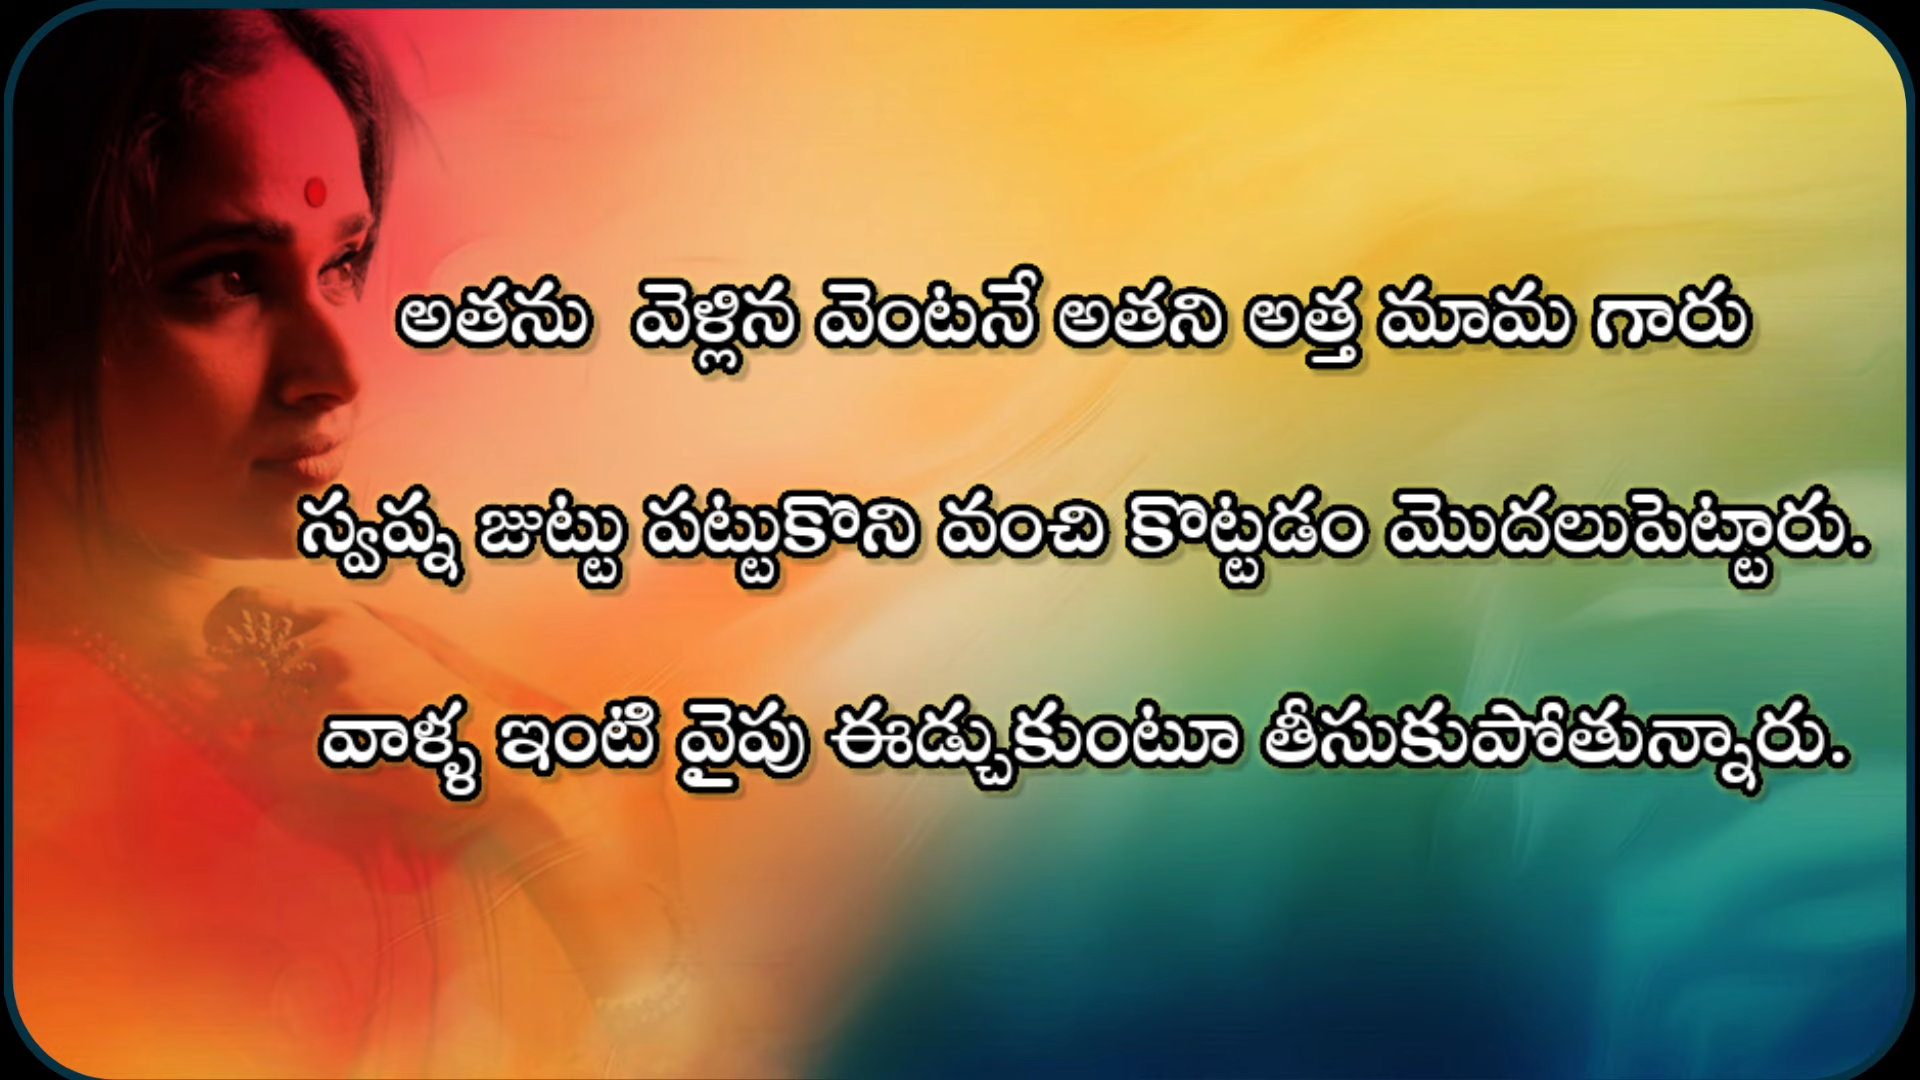 అతను  వెళ్లిన వెంటనే అతని అత్త మామ గారు
స్వప్న జుట్టు పట్టుకొని వంచి కొట్టడం మొదలుపెట్టారు.
వాళ్ళ ఇంటి వైపు ఈడ్చుకుంటూ తీసుకుపోతున్నారు.